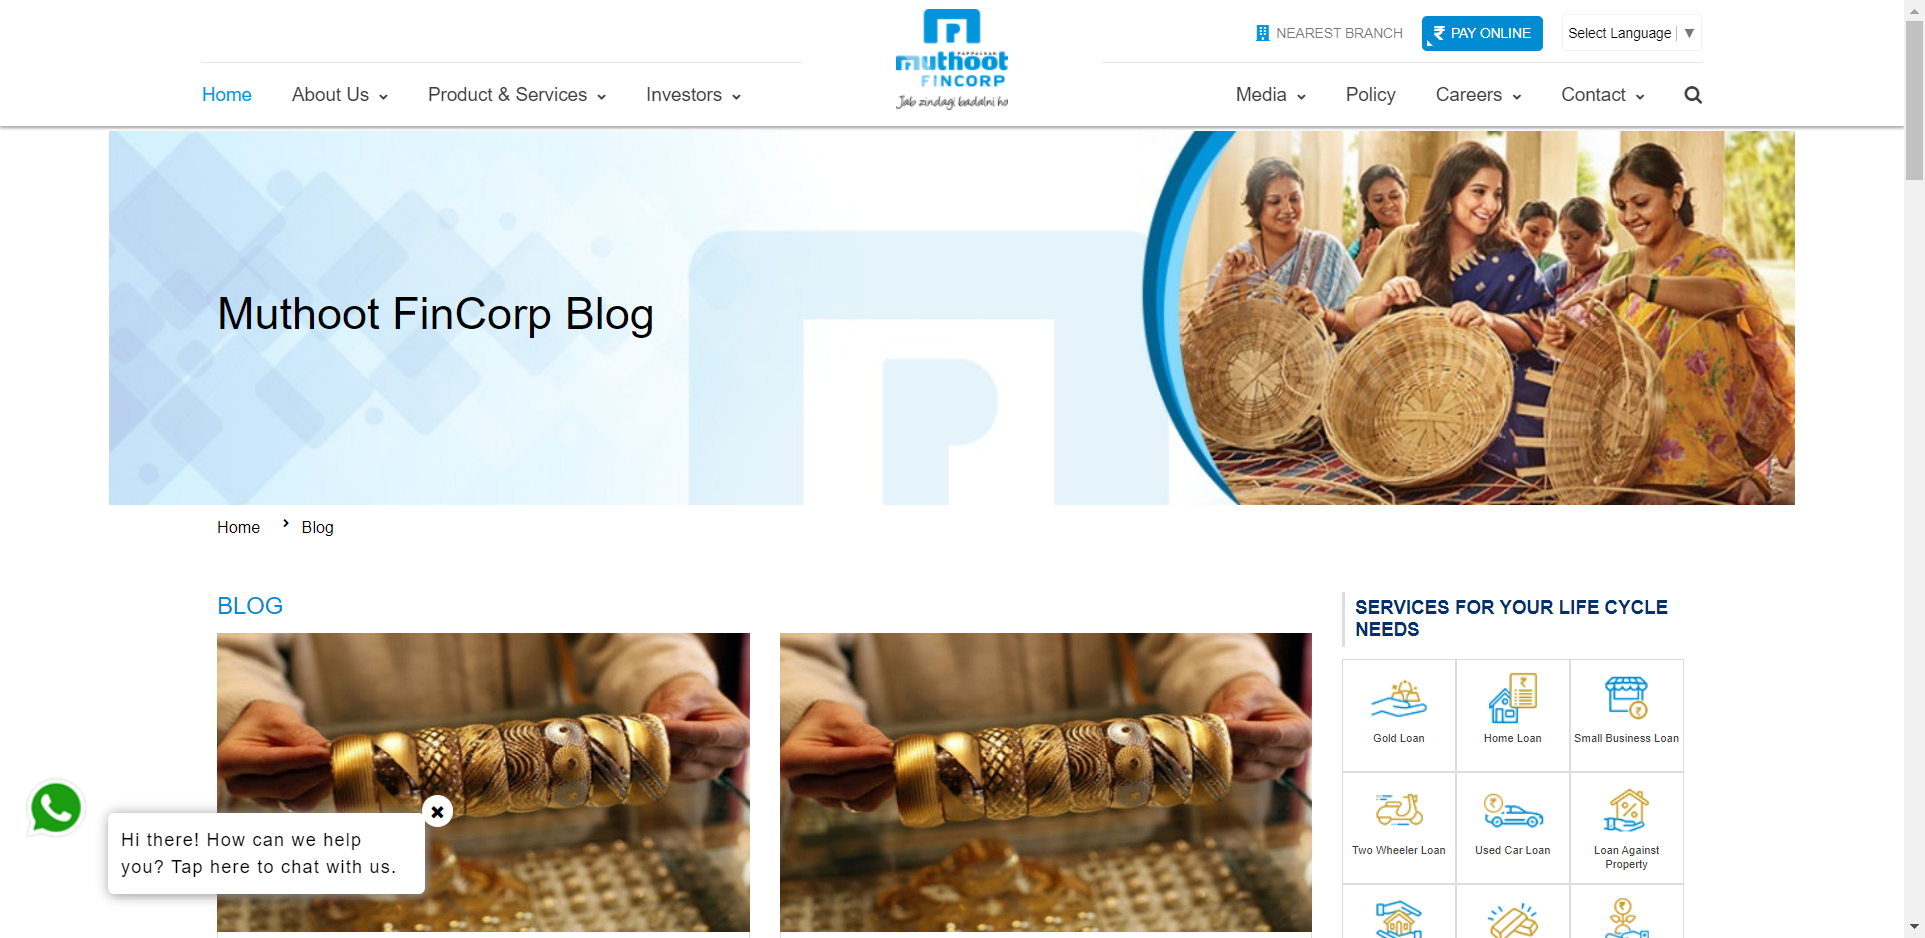 NEAREST BRANCH
PAY ONLINE
Select Language
PAPPACHAN
muthoot
FINCORP
Jab zindagi badalni ho
Home
About Us
Product & Services
Investors
Media
Policy
Careers
Contact
Muthoot FinCorp Blog
Home
Blog
BLOG
SERVICES FOR YOUR LIFE CYCLE
NEEDS
Gold Loan
Home Loan
Small Business Loan
Two Wheeler Loan
Used Car Loan
Loan Against
Property
Hi there! How can we help
you? Tap here to chat with us.